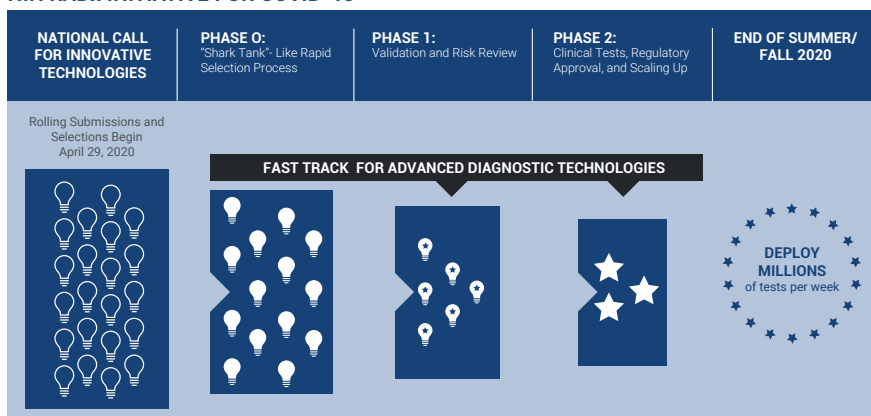 NATIONAL CALL
FOR INNOVATIVE
TECHNOLOGIES
PHASE 0:
"Shark Tank"- Like Rapid
Selection Process
PHASE 1:
Validation and Risk Review
PHASE 2:
Clinical Tests, Regulatory
Approval, and Scaling Up
END OF SUMMER/
FALL 2020
Rolling Submissions and
Selections Begin
April 29, 2020
FAST TRACK FOR ADVANCED DIAGNOSTIC TECHNOLOGIES
DEPLOY
MILLIONS
of tests per week